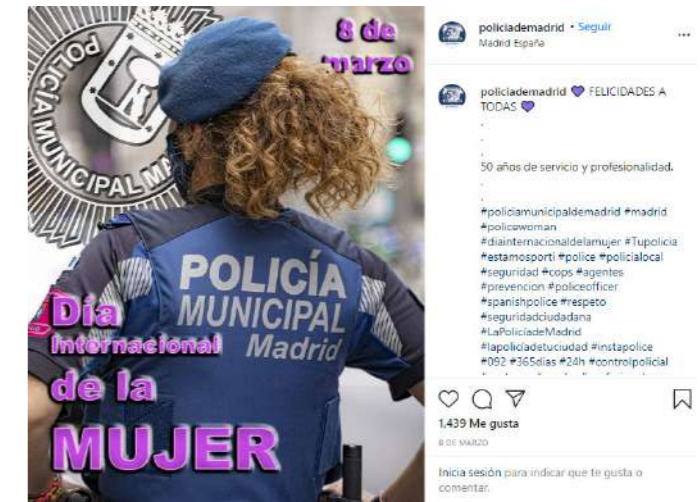 POLICÍA MUNICIPAL MA
8 de
marzo
POLICÍA
MUNICIPAL
Madrid
Día
Internacional
de la
MUJER
policiademadrid • Seguir
Madrid España
policiademadrid 💜 FELICIDADES A
TODAS 💜
.
.
.
50 años de servicio y profesionalidad.
.
.
#policiamunicipaldemadrid #madrid
#policewoman
#diainternacionaldelamujer #Tupolicia
#estamosporti #police #policialocal
#seguridad #cops #agentes
#prevencion #policeofficer
#spanishpolice #respeto
#seguridadciudadana
#LaPolicíadeMadrid
#lapolicíadetuciudad #instapolice
#092 #365dias #24h #controlpolicial
1.439 Me gusta
8 DE MARZO
Inicia sesión para indicar que te gusta o
comentar.